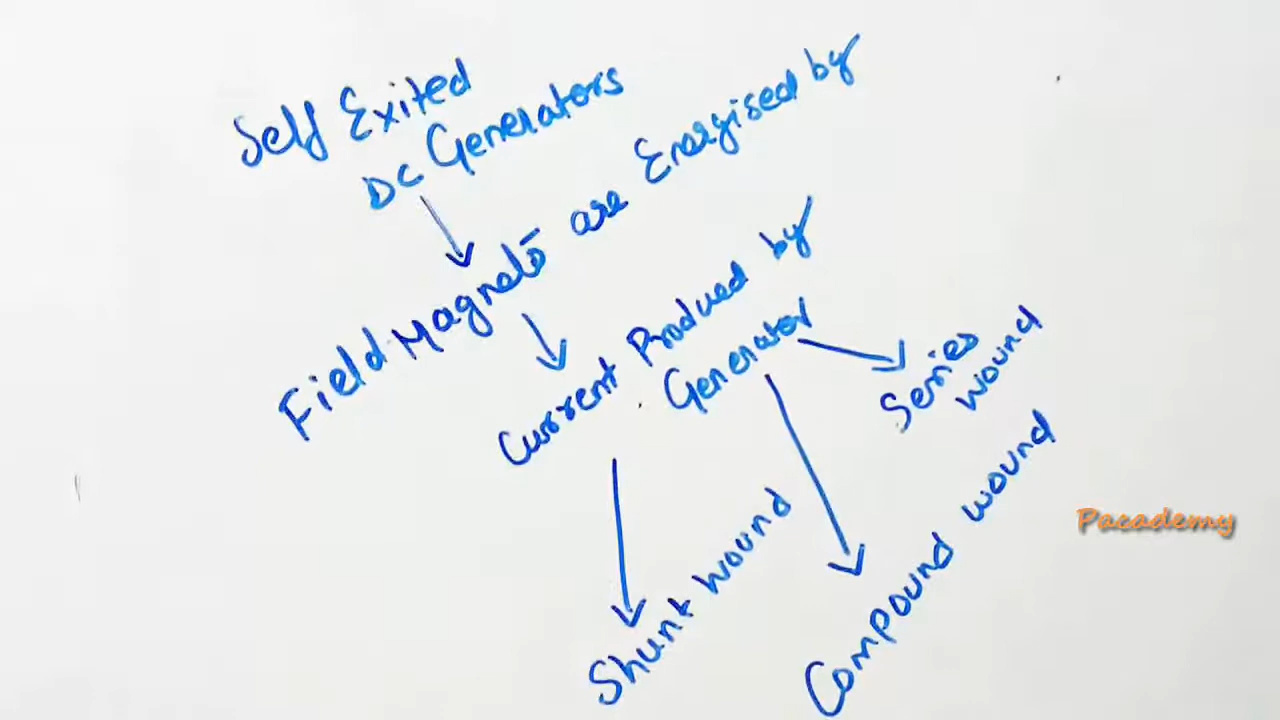 Self Exited
DC Generators
Field Magnets are Energised by
Current Produed by
Generator
Series
wound
Shunt wound
Compound wound
Pacademy